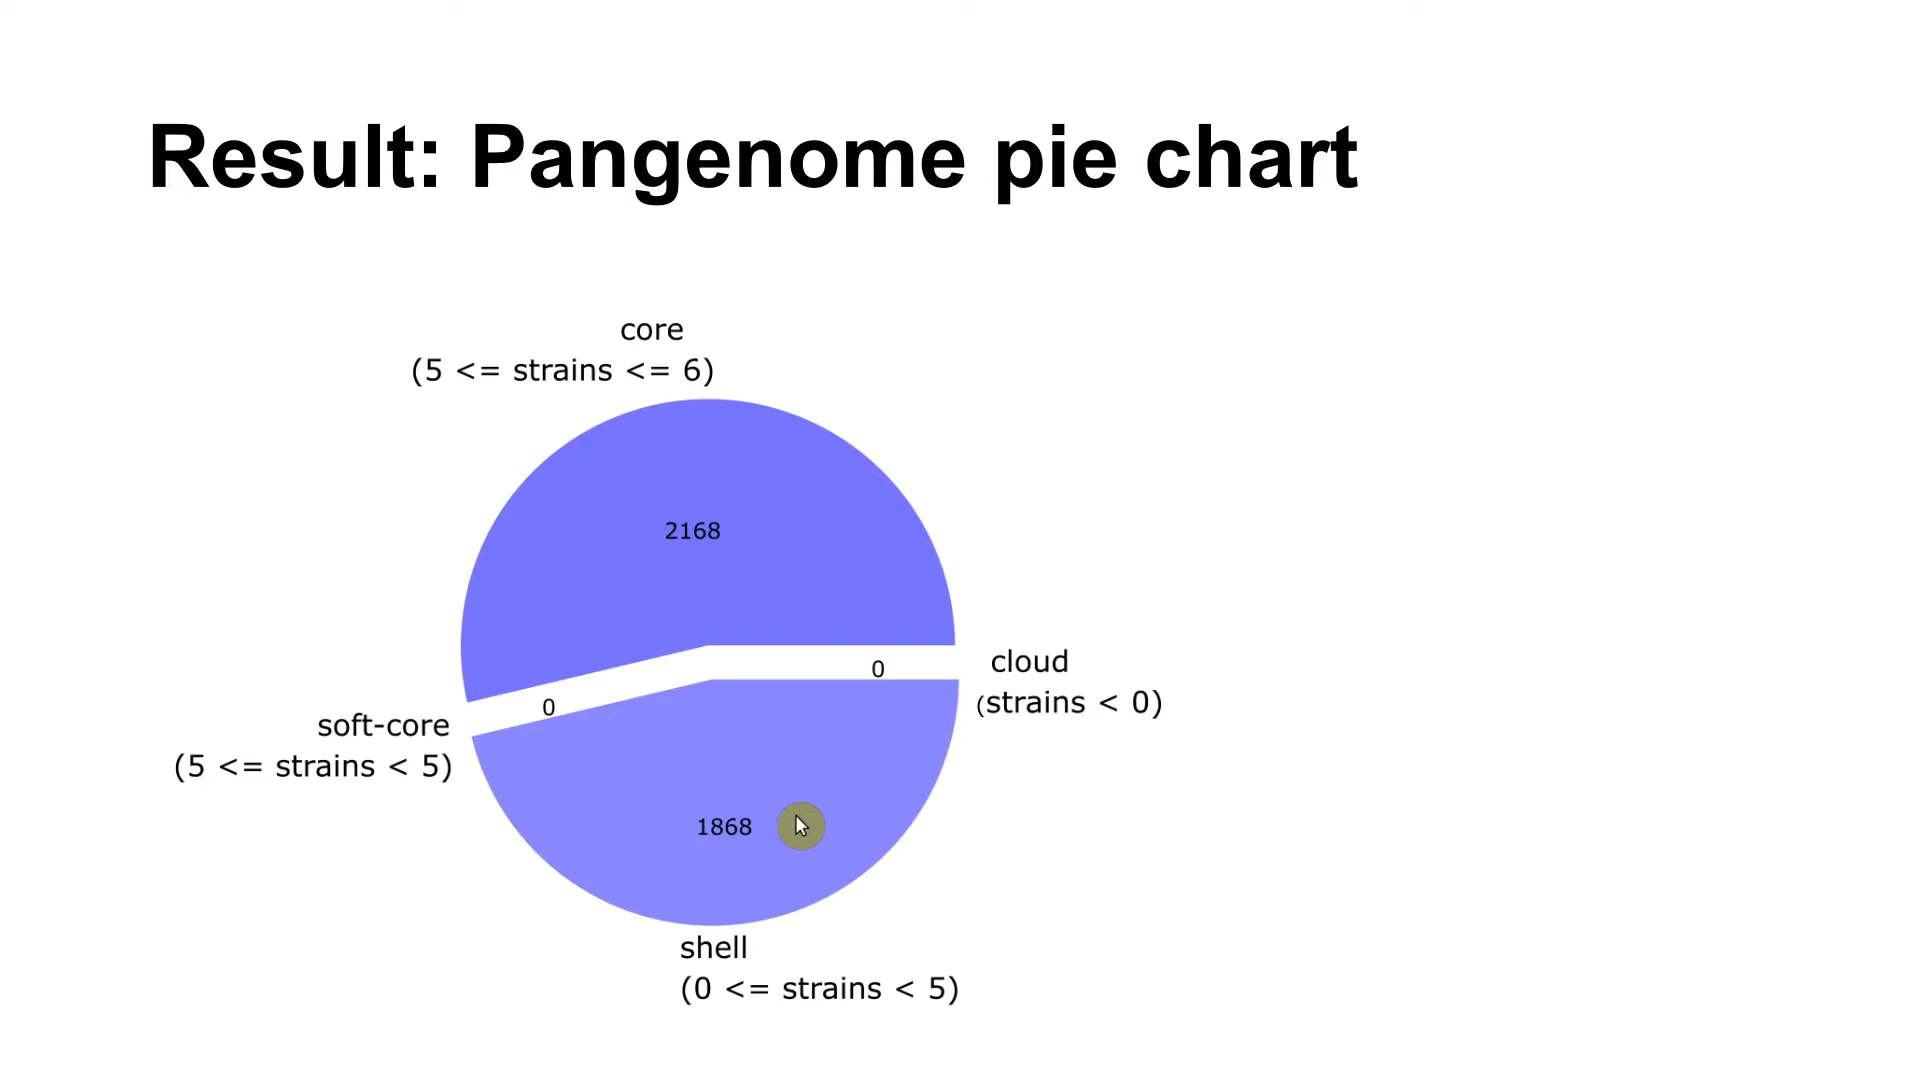 Result: Pangenome pie chart
core
(5 <= strains <= 6)
2168
cloud
(strains < 0)
0
soft-core
(5 <= strains < 5)
0
1868
shell
(0 <= strains < 5)